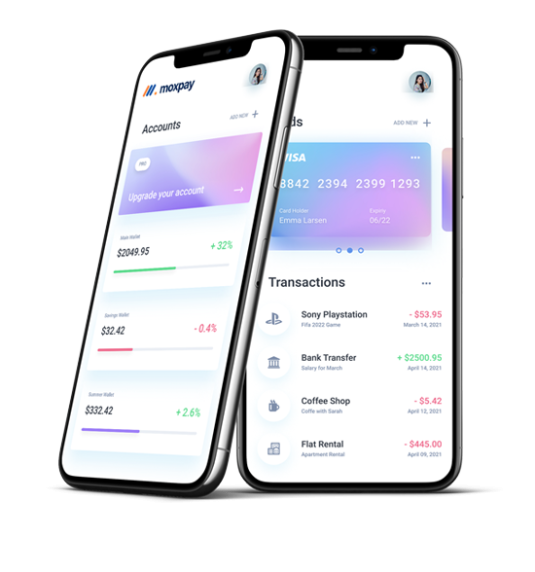 moxpay
Accounts
ADD NEW +
PRO
Upgrade your account
Main Wallet
$2049.95
+ 32%
Savings Wallet
$32.42
- 0.4%
Summer Wallet
$332.42
+ 2.6%
ds
ADD NEW +
VISA
8842 2394 2399 1293
Card Holder
Expiry
Emma Larsen
06/22
Transactions
Sony Playstation
- $53.95
Fifa 2022 Game
March 14, 2021
Bank Transfer
+ $2500.95
Salary for March
April 14, 2021
Coffee Shop
- $5.42
Coffe with Sarah
April 12, 2021
Flat Rental
- $445.00
Apartment Rental
April 09, 2021